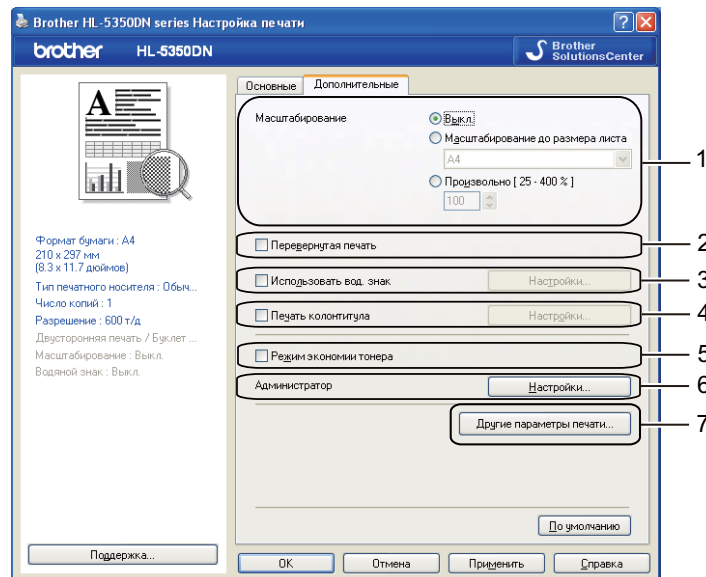 Brother HL-5350DN series Настройка печати
brother HL-5350DN
Brother
SolutionsCenter
Основные Дополнительные
A
Масштабирование
Выкл.
Масштабирование до размера листа
A4
1
Произвольно [ 25 - 400 % ]
100
Формат бумаги : A4
210 x 297 мм
(8.3 x 11.7 дюймов)
Тип печатного носителя : Обыч...
Число копий : 1
Разрешение : 600 т/д
Двусторонняя печать / Буклет ...
Масштабирование : Выкл.
Водяной знак : Выкл.
Перевернутая печать
2
Использовать вод. знак Настройки...
3
Печать колонтитула Настройки...
4
Режим экономии тонера
5
Администратор Настройки...
6
Другие параметры печати...
7
По умолчанию
Поддержка...
OK Отмена Применить Справка